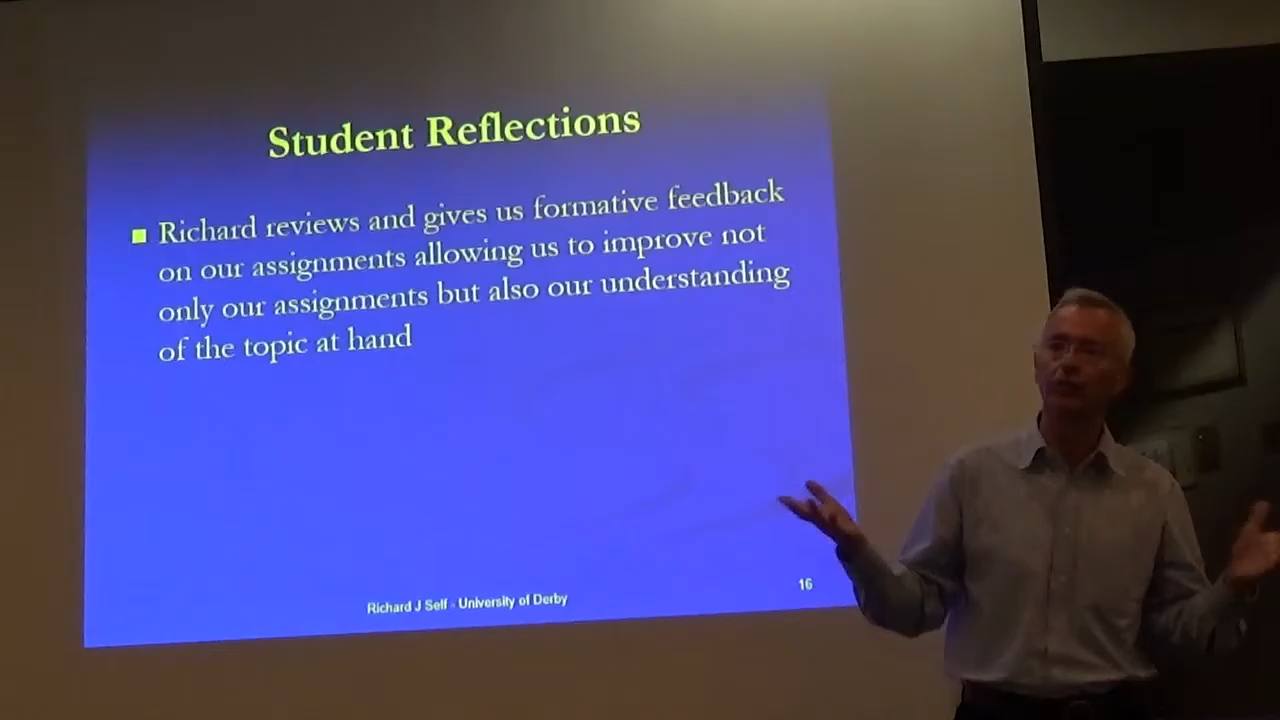 Student Reflections
Richard reviews and gives us formative feedback
on our assignments allowing us to improve not
only our assignments but also our understanding
of the topic at hand
Richard J Self - University of Derby
16